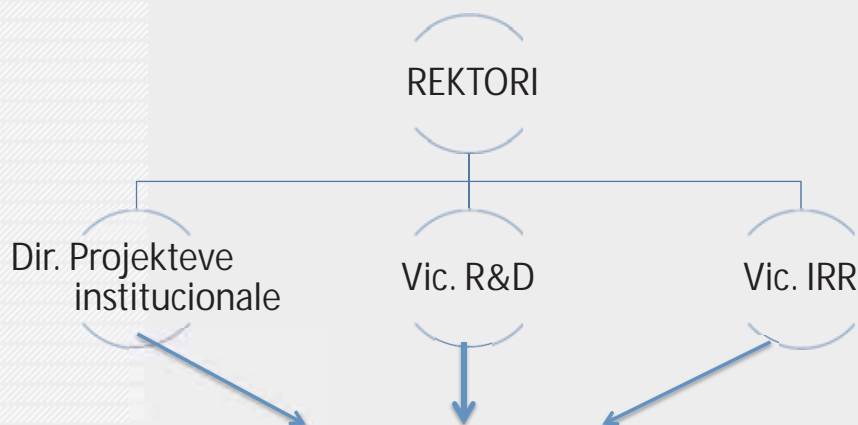 REKTORI
Dir. Projekteve
institucionale
Vic. R&D
Vic. IRR